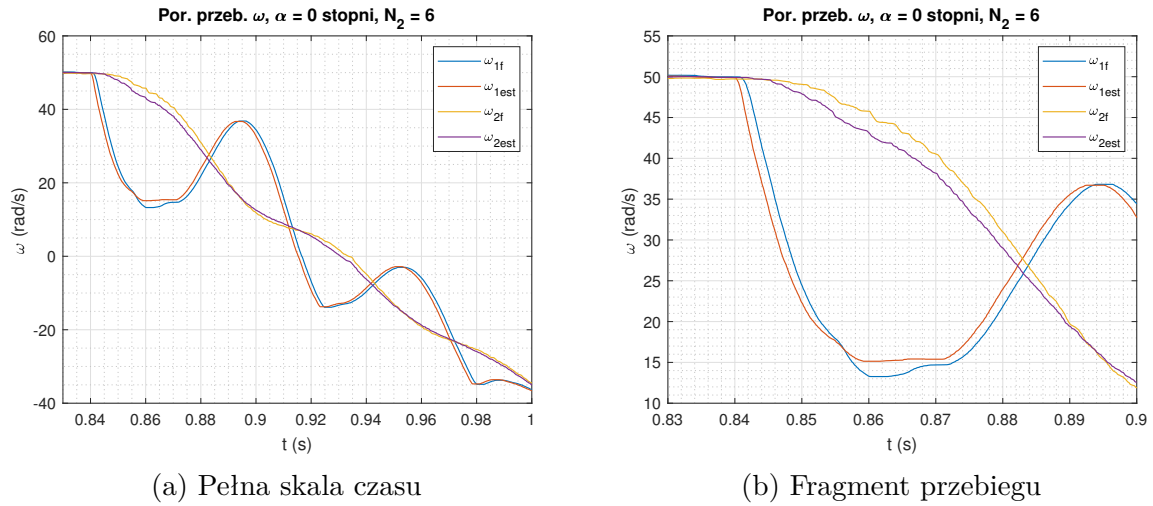 Por. przeb. ω, α = 0 stopni, N₂ = 6
60
40
20
0
-20
-40
ω (rad/s)
0.84 0.86 0.88 0.9 0.92 0.94 0.96 0.98 1
t (s)
ω1f
ω1est
ω2f
ω2est
(a) Pełna skala czasu
Por. przeb. ω, α = 0 stopni, N₂ = 6
55
50
45
40
35
30
25
20
15
10
ω (rad/s)
0.83 0.84 0.85 0.86 0.87 0.88 0.89 0.9
t (s)
ω1f
ω1est
ω2f
ω2est
(b) Fragment przebiegu